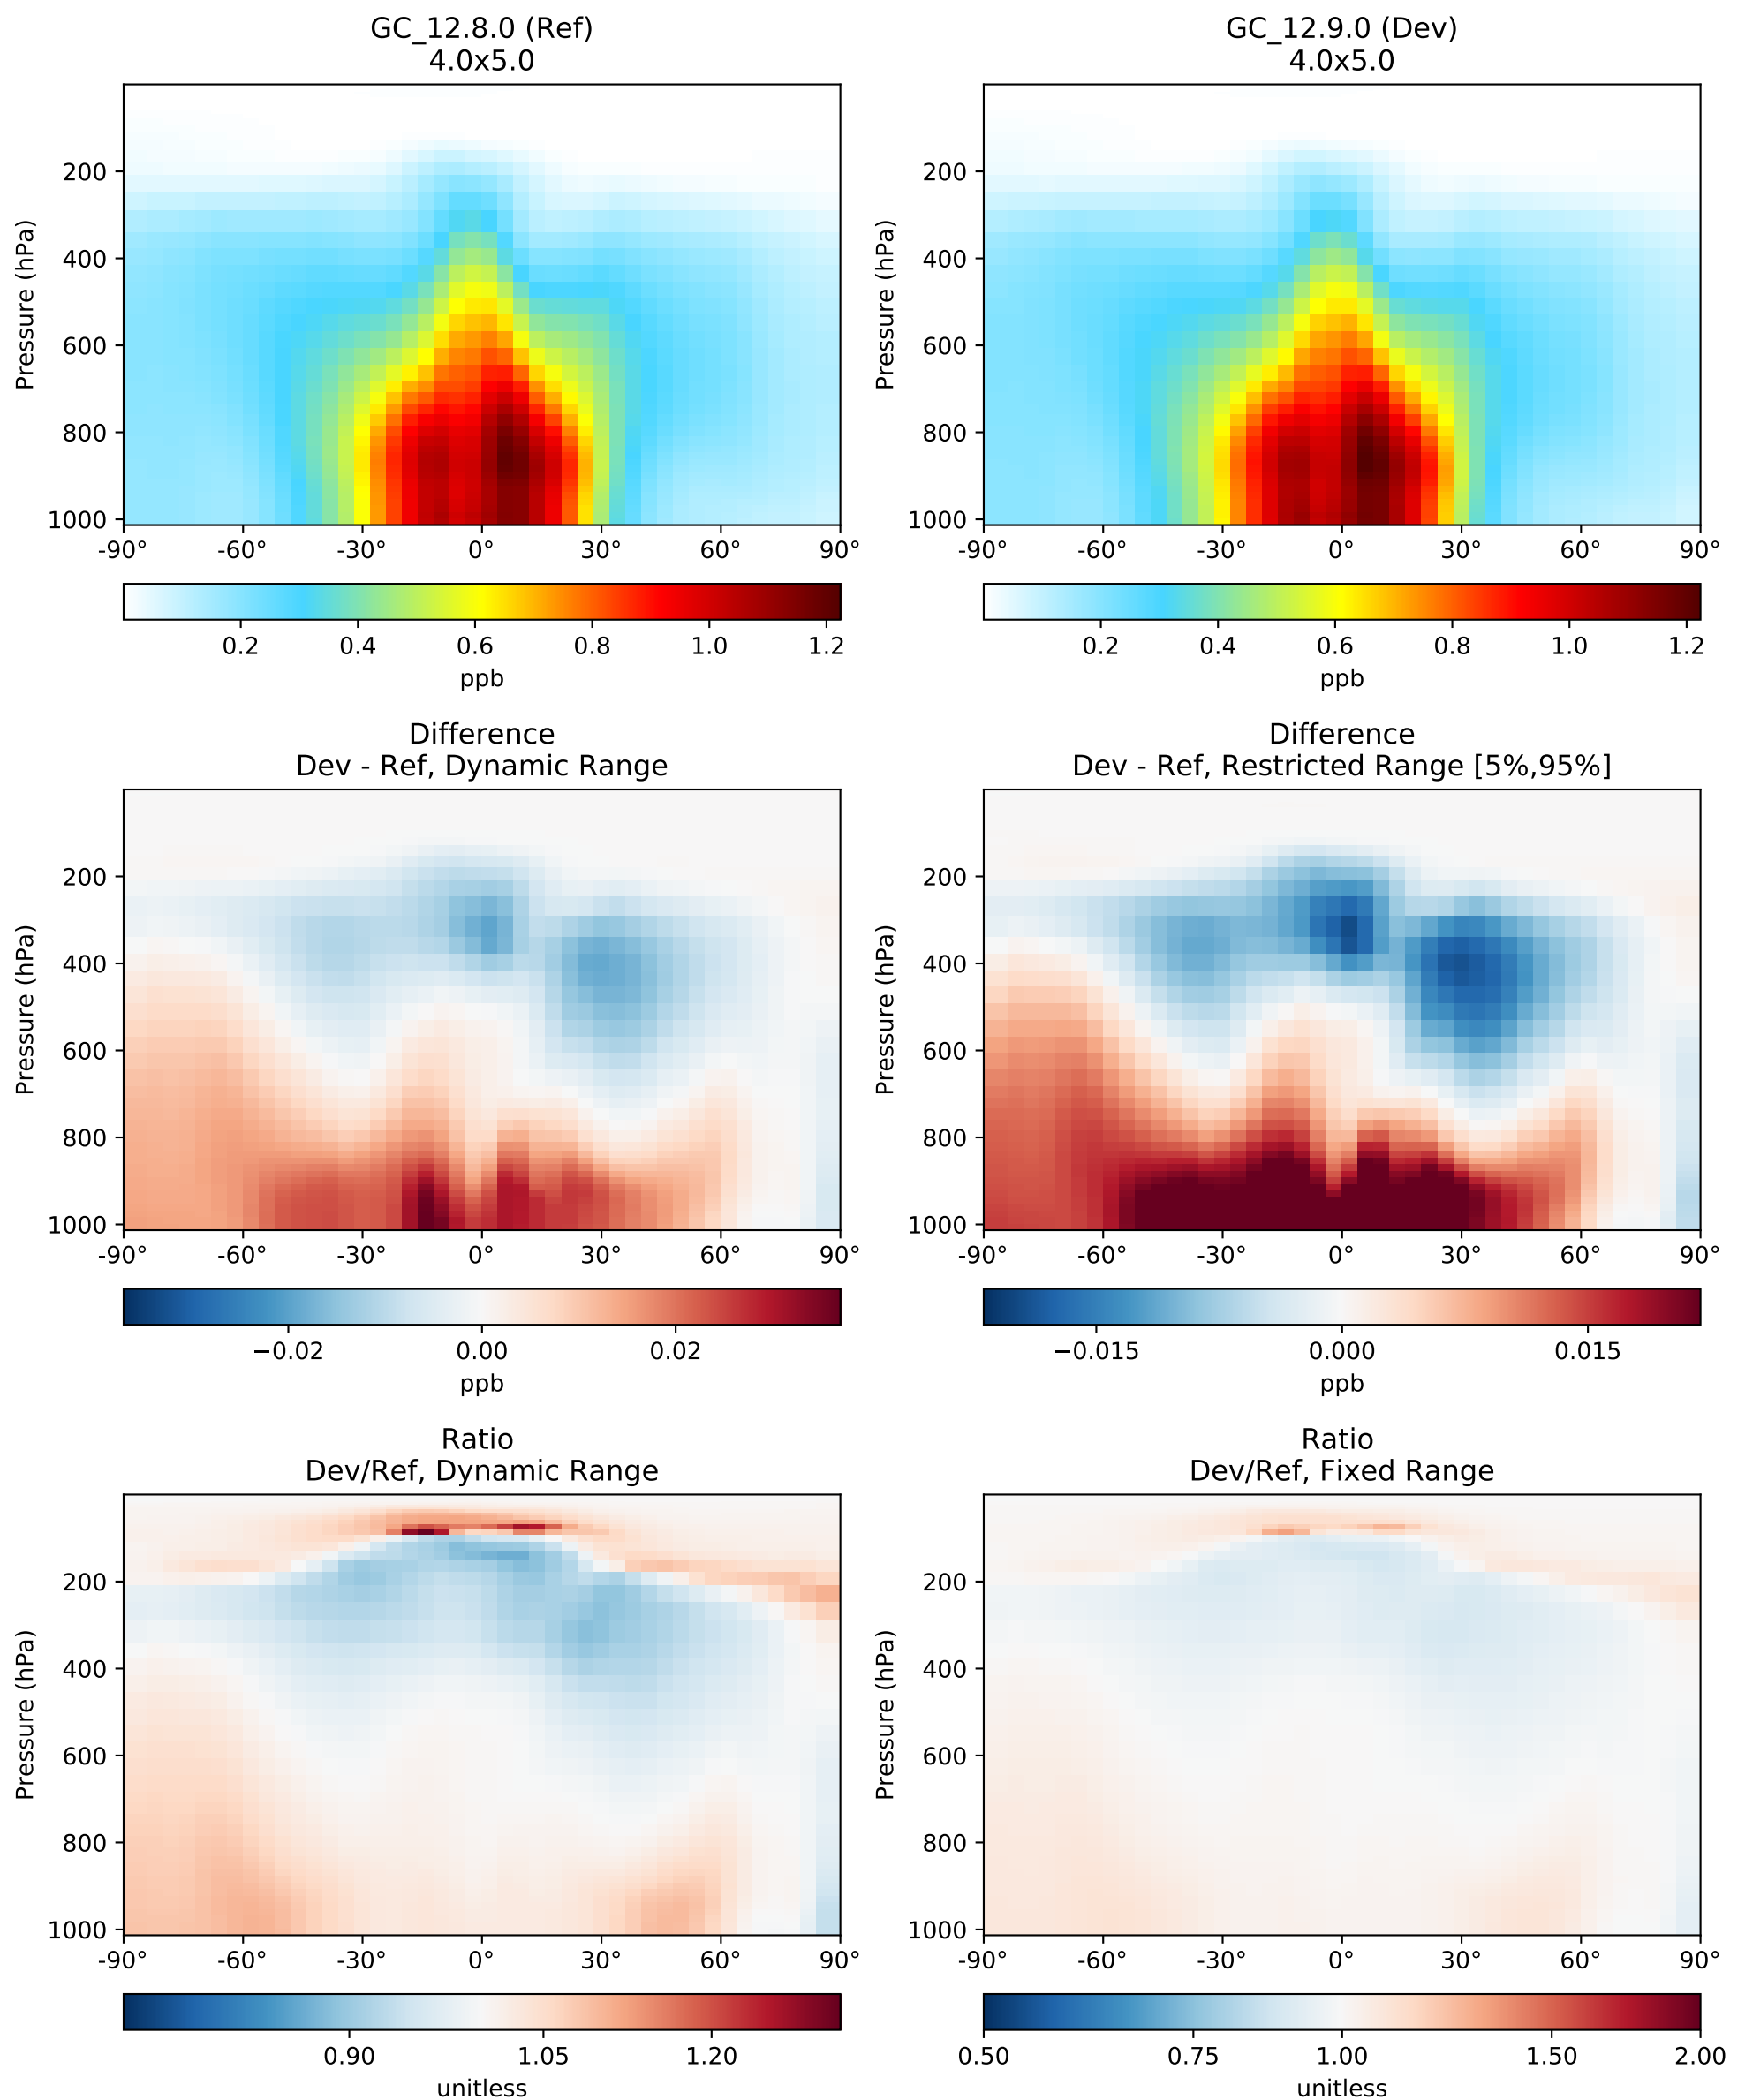 GC_12.8.0 (Ref)
4.0x5.0
GC_12.9.0 (Dev)
4.0x5.0
Pressure (hPa)
200
400
600
800
1000
-90° -60° -30° 0° 30° 60° 90°
0.2 0.4 0.6 0.8 1.0 1.2
ppb
Pressure (hPa)
200
400
600
800
1000
-90° -60° -30° 0° 30° 60° 90°
0.2 0.4 0.6 0.8 1.0 1.2
ppb
Difference
Dev - Ref, Dynamic Range
Pressure (hPa)
200
400
600
800
1000
-90° -60° -30° 0° 30° 60° 90°
−0.02 0.00 0.02
ppb
Difference
Dev - Ref, Restricted Range [5%,95%]
Pressure (hPa)
200
400
600
800
1000
-90° -60° -30° 0° 30° 60° 90°
−0.015 0.000 0.015
ppb
Ratio
Dev/Ref, Dynamic Range
Pressure (hPa)
200
400
600
800
1000
-90° -60° -30° 0° 30° 60° 90°
0.90 1.05 1.20
unitless
Ratio
Dev/Ref, Fixed Range
Pressure (hPa)
200
400
600
800
1000
-90° -60° -30° 0° 30° 60° 90°
0.50 0.75 1.00 1.50 2.00
unitless